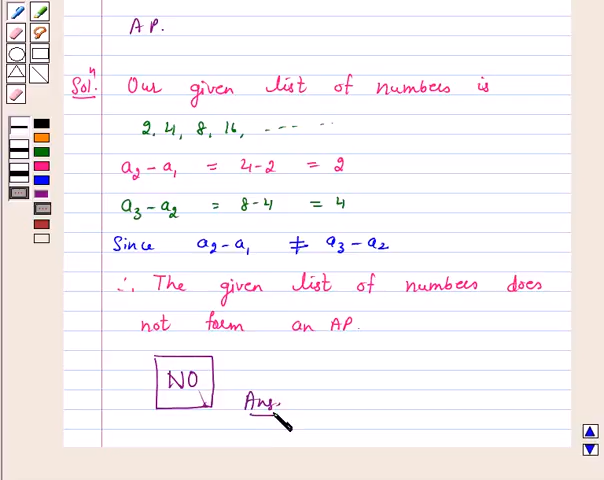 AP.
Solⁿ. Our given list of numbers is
2, 4, 8, 16, ---- --
a₂ - a₁ = 4-2 = 2
a₃ - a₂ = 8-4 = 4
Since a₂ - a₁ ≠ a₃ - a₂
∴ The given list of numbers does
not form an AP.
NO
Ans.